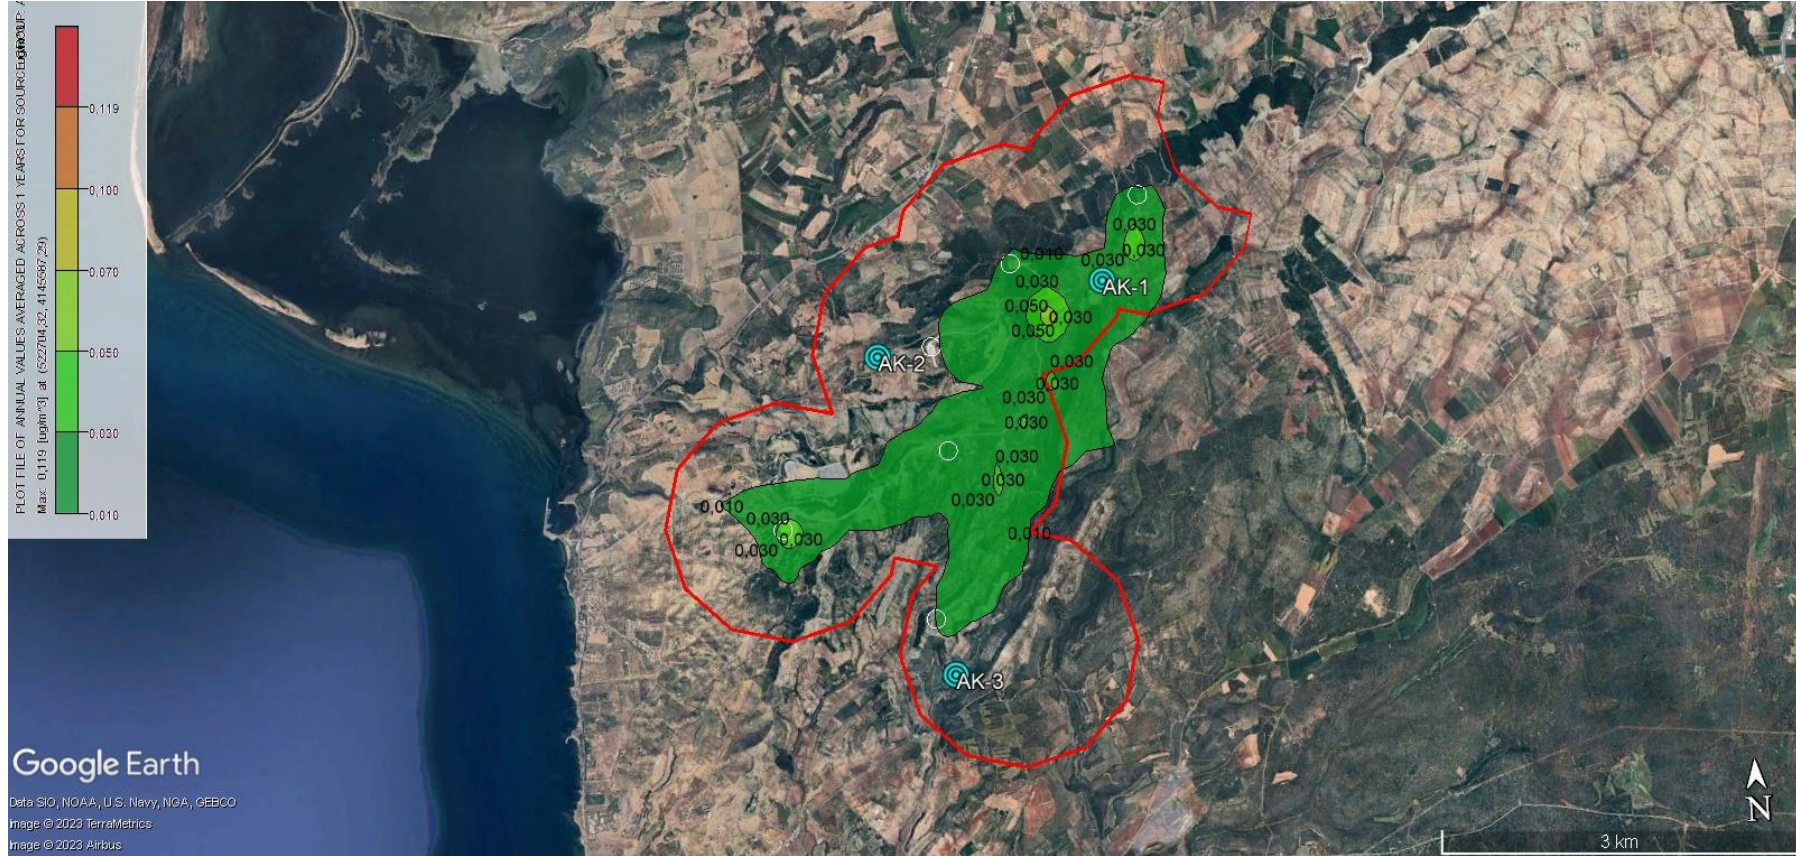 PLOT FILE OF ANNUAL VALUES AVERAGED ACROSS 1 YEARS FOR SOURCE GROUP: A
Max: 0,119 [ug/m^3] at (522704,32, 4145587,29)
0,119
0,100
0,070
0,050
0,030
0,010
0,030
0,030
0,010
0,030
AK-1
0,030
0,050
0,030
0,050
AK-2
0,030
0,030
0,030
0,030
0,030
0,030
0,030
0,010
0,030
0,010
0,030
0,030
AK-3
Google Earth
Data SIO, NOAA, U.S. Navy, NGA, GEBCO
Image © 2023 TerraMetrics
Image © 2023 Airbus
N
3 km